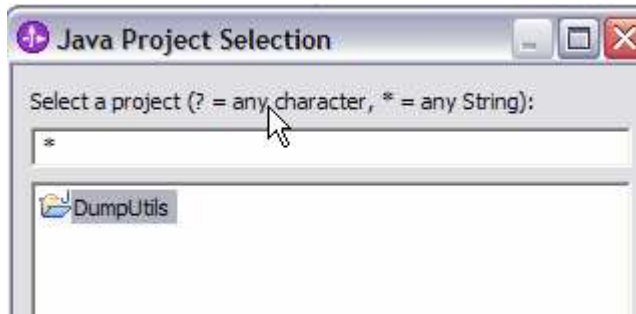 Java Project Selection
Select a project (? = any character, * = any String):
*
DumpUtils